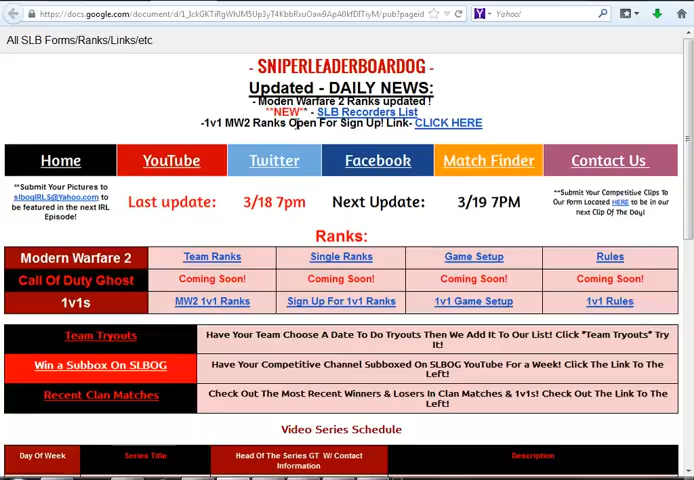 https://docs.google.com/document/d/1_JckGKTiRgWhJM5Up3yT4KbbRxuOaw9ApA0kfDITiyM/pub?pageid
Yahoo!
All SLB Forms/Ranks/Links/etc
- SNIPERLEADERBOARDOG -
Updated - DAILY NEWS:
- Moden Warfare 2 Ranks updated !
**NEW** - SLB Recorders List
-1v1 MW2 Ranks Open For Sign Up! Link- CLICK HERE
Home YouTube Twitter Facebook Match Finder Contact Us
**Submit Your Pictures to
slbogIRLS@Yahoo.com to
be featured in the next IRL
Episode!
Last update: 3/18 7pm Next Update: 3/19 7PM
**Submit Your Competitive Clips To
Our Form Located HERE to be in our
next Clip Of The Day!
Ranks:
Modern Warfare 2 Team Ranks Single Ranks Game Setup Rules
Call Of Duty Ghost Coming Soon! Coming Soon! Coming Soon! Coming Soon!
1v1s MW2 1v1 Ranks Sign Up For 1v1 Ranks 1v1 Game Setup 1v1 Rules
Team Tryouts Have Your Team Choose A Date To Do Tryouts Then We Add It To Our List! Click "Team Tryouts" Try
It!
Win a Subbox On SLBOG Have Your Competitive Channel Subboxed On SLBOG YouTube For a Week! Click The Link To The
Left!
Recent Clan Matches Check Out The Most Recent Winners & Losers In Clan Matches & 1v1s! Check Out The Link To The
Left!
Video Series Schedule
Day Of Week Series Title Head Of The Series GT W/ Contact
Information Description